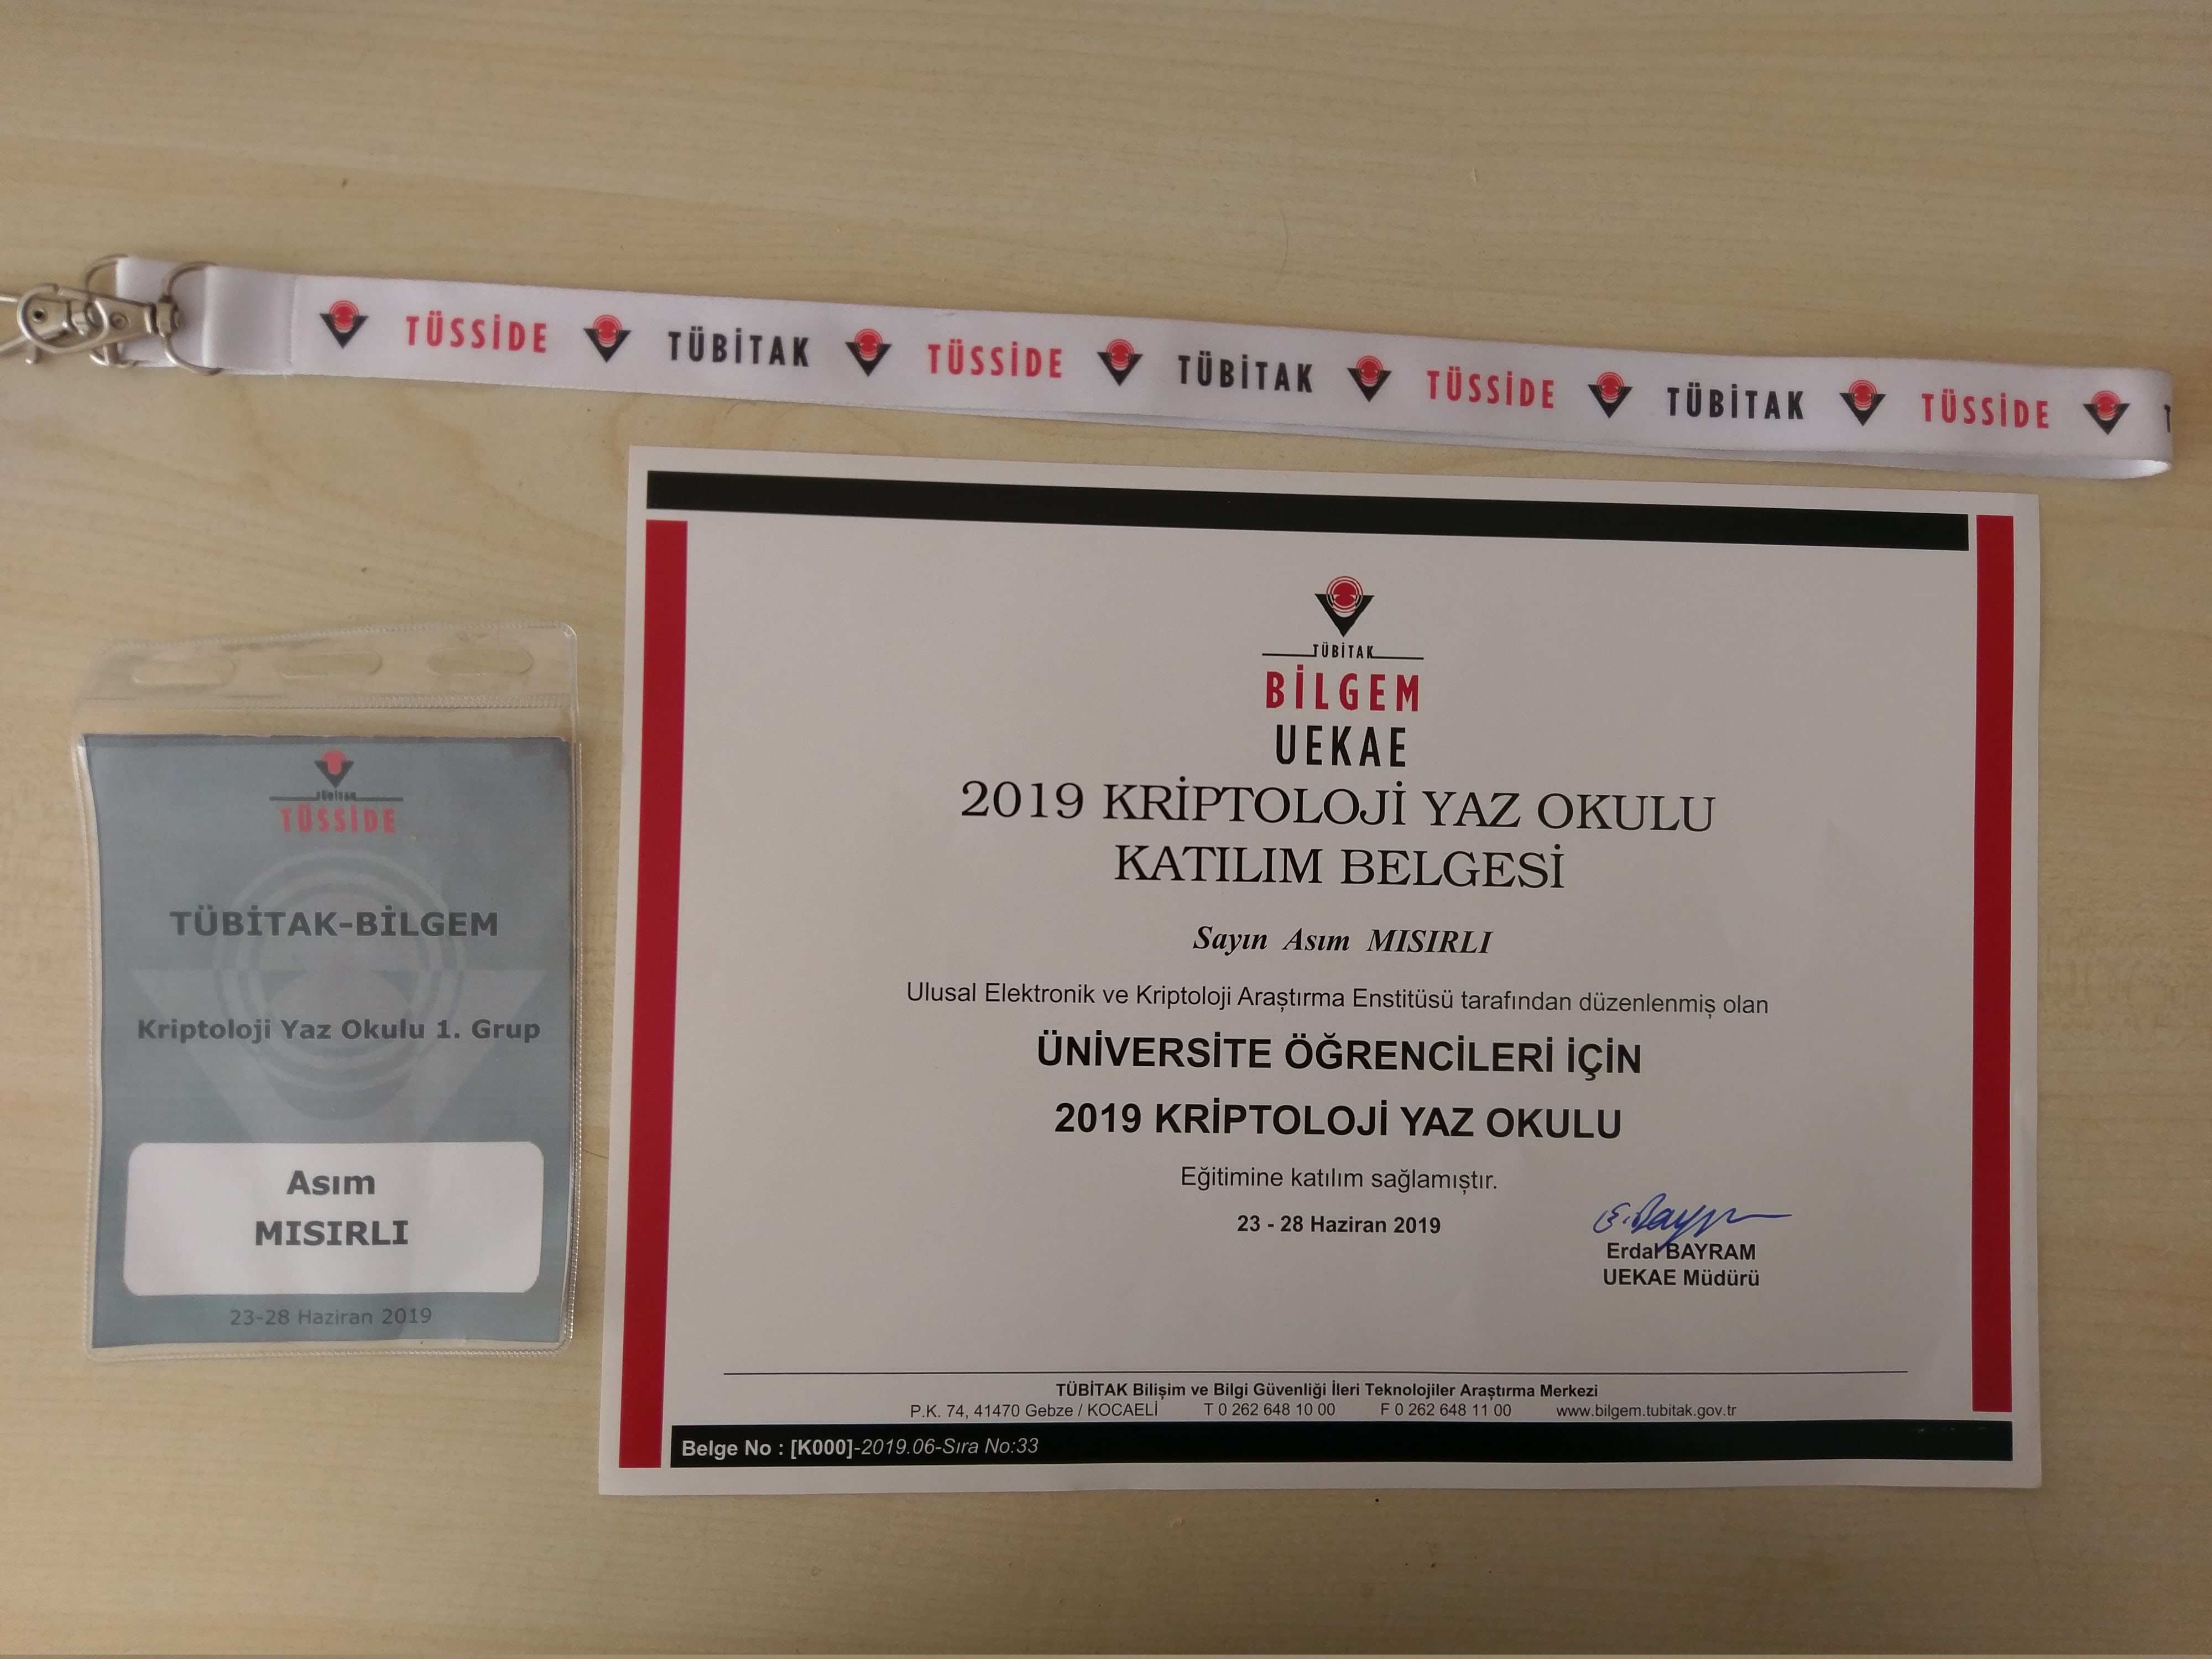 TÜSSİDE TÜBİTAK TÜSSİDE TÜBİTAK TÜSSİDE TÜBİTAK TÜSSİDE
TÜBİTAK
TÜSSİDE
TÜBİTAK-BİLGEM
Kriptoloji Yaz Okulu 1. Grup
Asım
MISIRLI
23-28 Haziran 2019
TÜBİTAK
BİLGEM
UEKAE
2019 KRİPTOLOJİ YAZ OKULU
KATILIM BELGESİ
Sayın Asım MISIRLI
Ulusal Elektronik ve Kriptoloji Araştırma Enstitüsü tarafından düzenlenmiş olan
ÜNİVERSİTE ÖĞRENCİLERİ İÇİN
2019 KRİPTOLOJİ YAZ OKULU
Eğitimine katılım sağlamıştır.
23 - 28 Haziran 2019
E. Bayram
Erdal BAYRAM
UEKAE Müdürü
TÜBİTAK Bilişim ve Bilgi Güvenliği İleri Teknolojiler Araştırma Merkezi
P.K. 74, 41470 Gebze / KOCAELİ T 0 262 648 10 00 F 0 262 648 11 00 www.bilgem.tubitak.gov.tr
Belge No : [K000]-2019.06-Sıra No:33